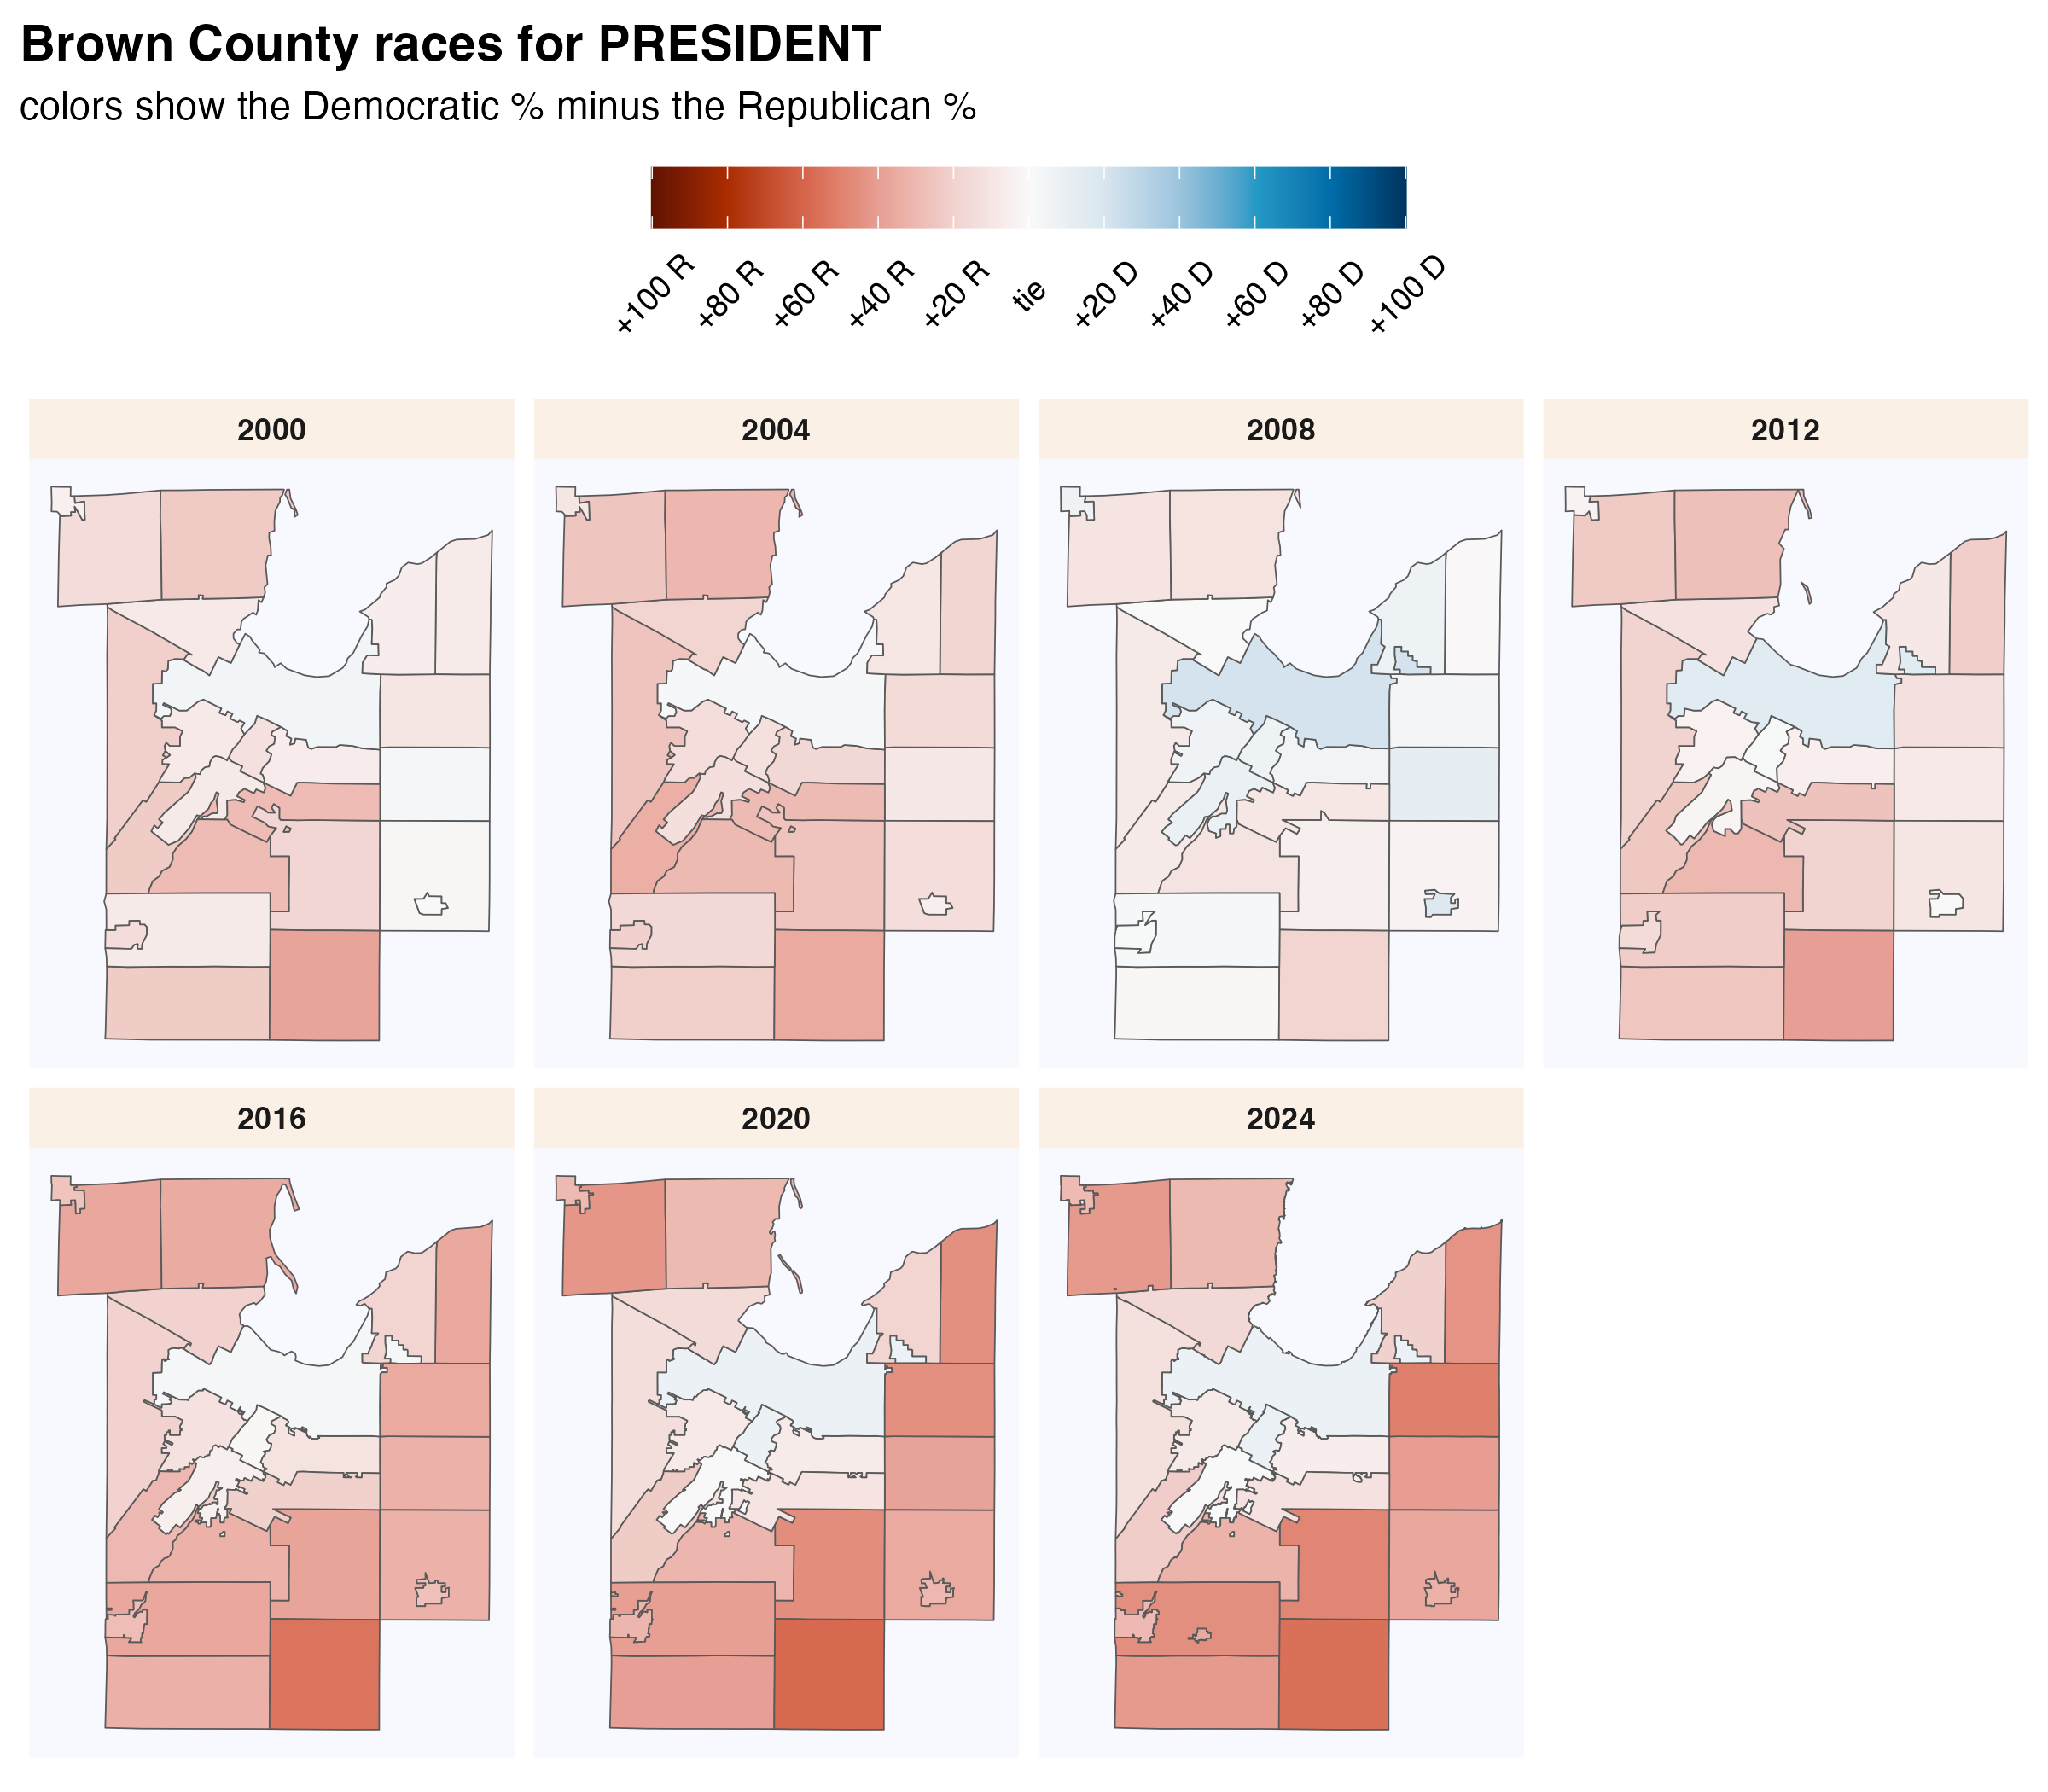 Brown County races for PRESIDENT
colors show the Democratic % minus the Republican %
+100 R
+80 R
+60 R
+40 R
+20 R
tie
+20 D
+40 D
+60 D
+80 D
+100 D
2000
2004
2008
2012
2016
2020
2024